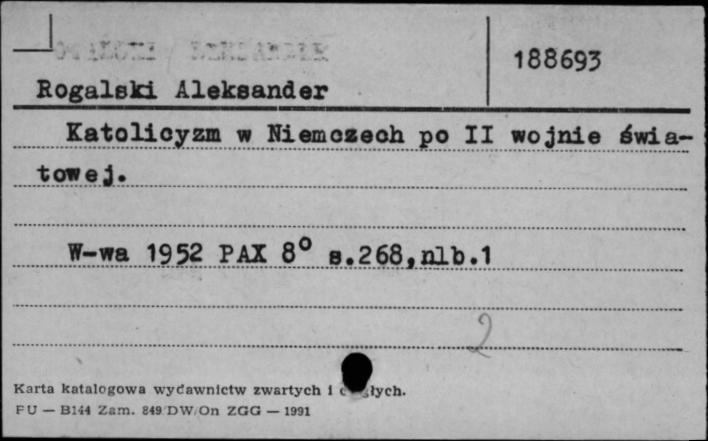 188693
Rogalski Aleksander
Katolicyzm w Niemczech po II wojnie świa-
towej.
W-wa 1952 PAX 8° s.268,nlb.1
2
Karta katalogowa wydawnictw zwartych i
PU — B144 Zam. 849/DW/On ZGG — 1991